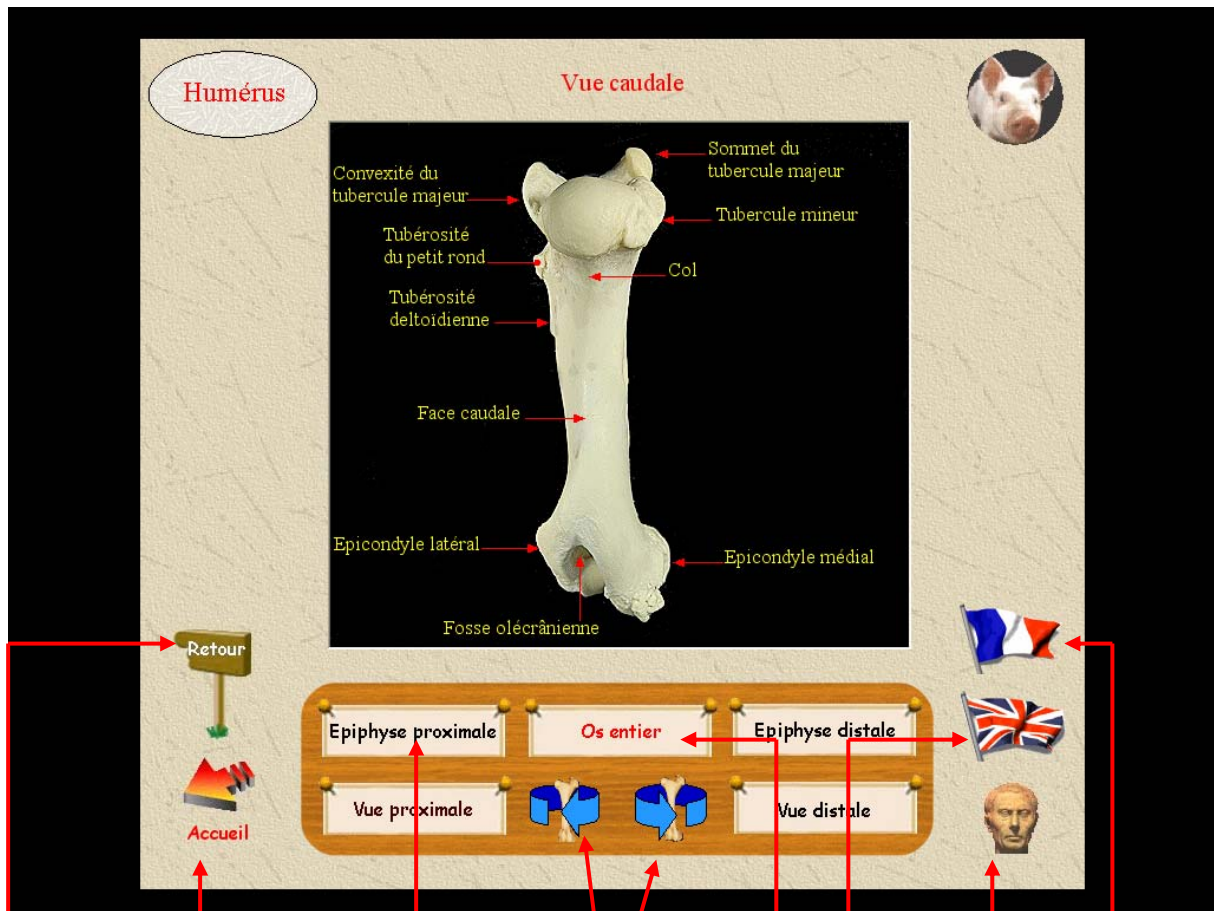 Humérus
Vue caudale
Convexité du
tubercule majeur
Sommet du
tubercule majeur
Tubercule mineur
Tubérosité
du petit rond
Col
Tubérosité
deltoïdienne
Face caudale
Epicondyle latéral
Epicondyle médial
Fosse olécrânienne
Retour
Epiphyse proximale
Os entier
Epiphyse distale
Vue proximale
Vue distale
Accueil